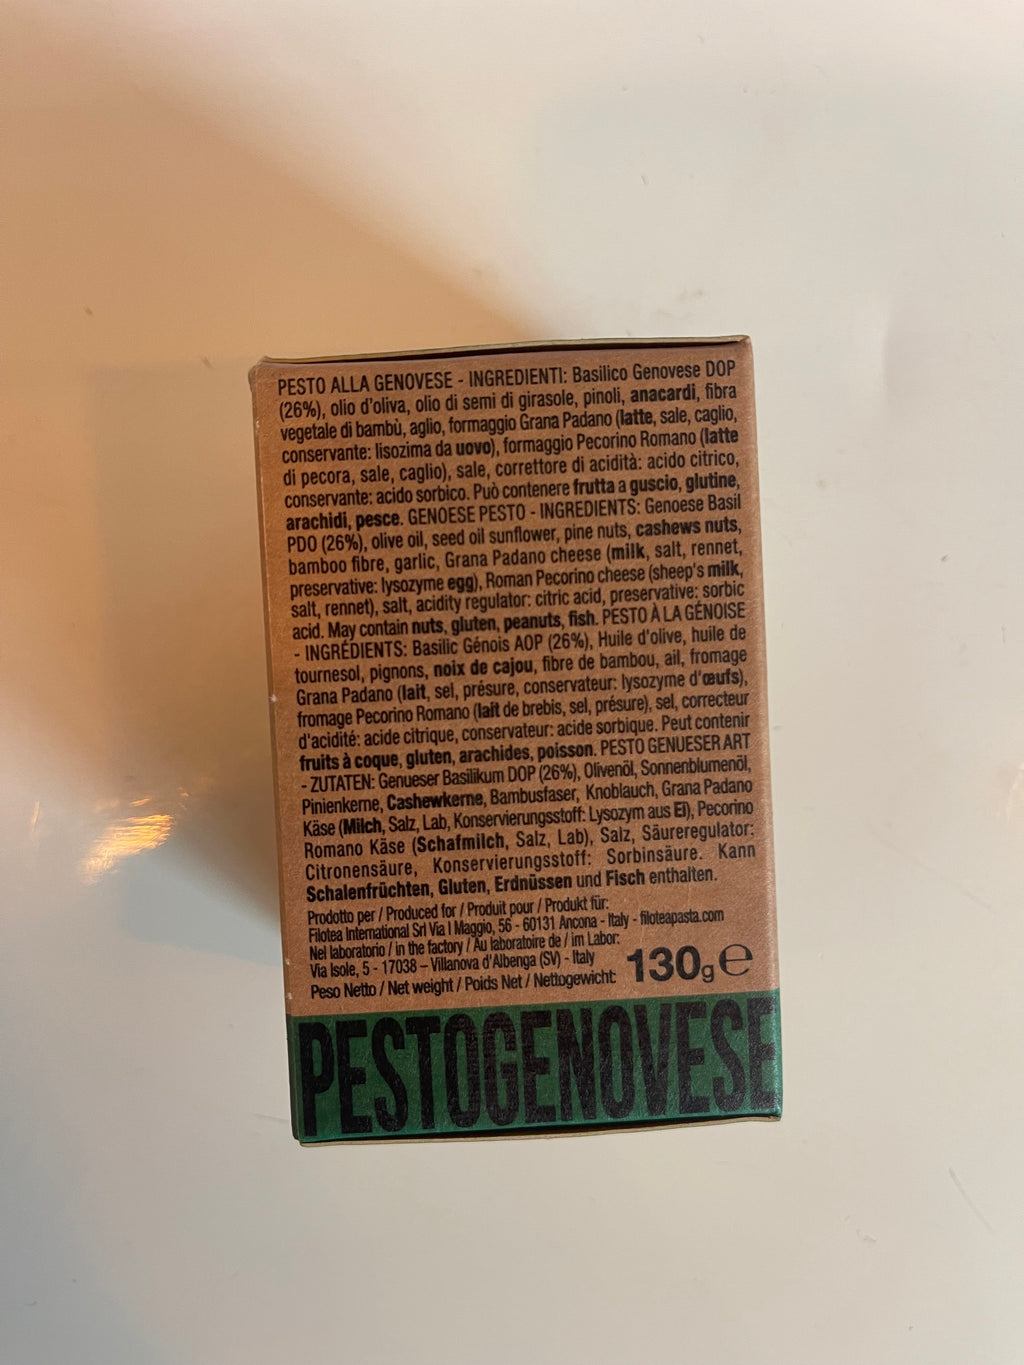 PESTO ALLA GENOVESE - INGREDIENTI: Basilico Genovese DOP
(26%), olio d'oliva, olio di semi di girasole, pinoli, anacardi, fibra
vegetale di bambù, aglio, formaggio Grana Padano (latte, sale, caglio,
conservante: lisozima da uovo), formaggio Pecorino Romano (latte
di pecora, sale, caglio), sale, correttore di acidità: acido citrico,
conservante: acido sorbico. Può contenere frutta a guscio, glutine,
arachidi, pesce. GENOESE PESTO - INGREDIENTS: Genoese Basil
PDO (26%), olive oil, seed oil sunflower, pine nuts, cashews nuts,
bamboo fibre, garlic, Grana Padano cheese (milk, salt, rennet,
preservative: lysozyme egg), Roman Pecorino cheese (sheep's milk,
salt, rennet), salt, acidity regulator: citric acid, preservative: sorbic
acid. May contain nuts, gluten, peanuts, fish. PESTO À LA GÉNOISE
- INGRÉDIENTS: Basilic Génois AOP (26%), Huile d'olive, huile de
tournesol, pignons, noix de cajou, fibre de bambou, ail, fromage
Grana Padano (lait, sel, présure, conservateur: lysozyme d'œufs),
fromage Pecorino Romano (lait de brebis, sel, présure), sel, correcteur
d'acidité: acide citrique, conservateur: acide sorbique. Peut contenir
fruits à coque, gluten, arachides, poisson. PESTO GENUESER ART
- ZUTATEN: Genueser Basilikum DOP (26%), Olivenöl, Sonnenblumenöl,
Pinienkerne, Cashewkerne, Bambusfaser, Knoblauch, Grana Padano
Käse (Milch, Salz, Lab, Konservierungsstoff: Lysozym aus Ei), Pecorino
Romano Käse (Schafmilch, Salz, Lab), Salz, Säureregulator:
Citronensäure, Konservierungsstoff: Sorbinsäure. Kann
Schalenfrüchten, Gluten, Erdnüssen und Fisch enthalten.
Prodotto per / Produced for / Produit pour / Produkt für:
Filotea International Srl Via I Maggio, 56 - 60131 Ancona - Italy - filoteapasta.com
Nel laboratorio / in the factory / Au laboratoire de / im Labor:
Via Isole, 5 - 17038 – Villanova d'Albenga (SV) - Italy
Peso Netto / Net weight / Poids Net / Nettogewicht: 130g e
PESTOGENOVESE